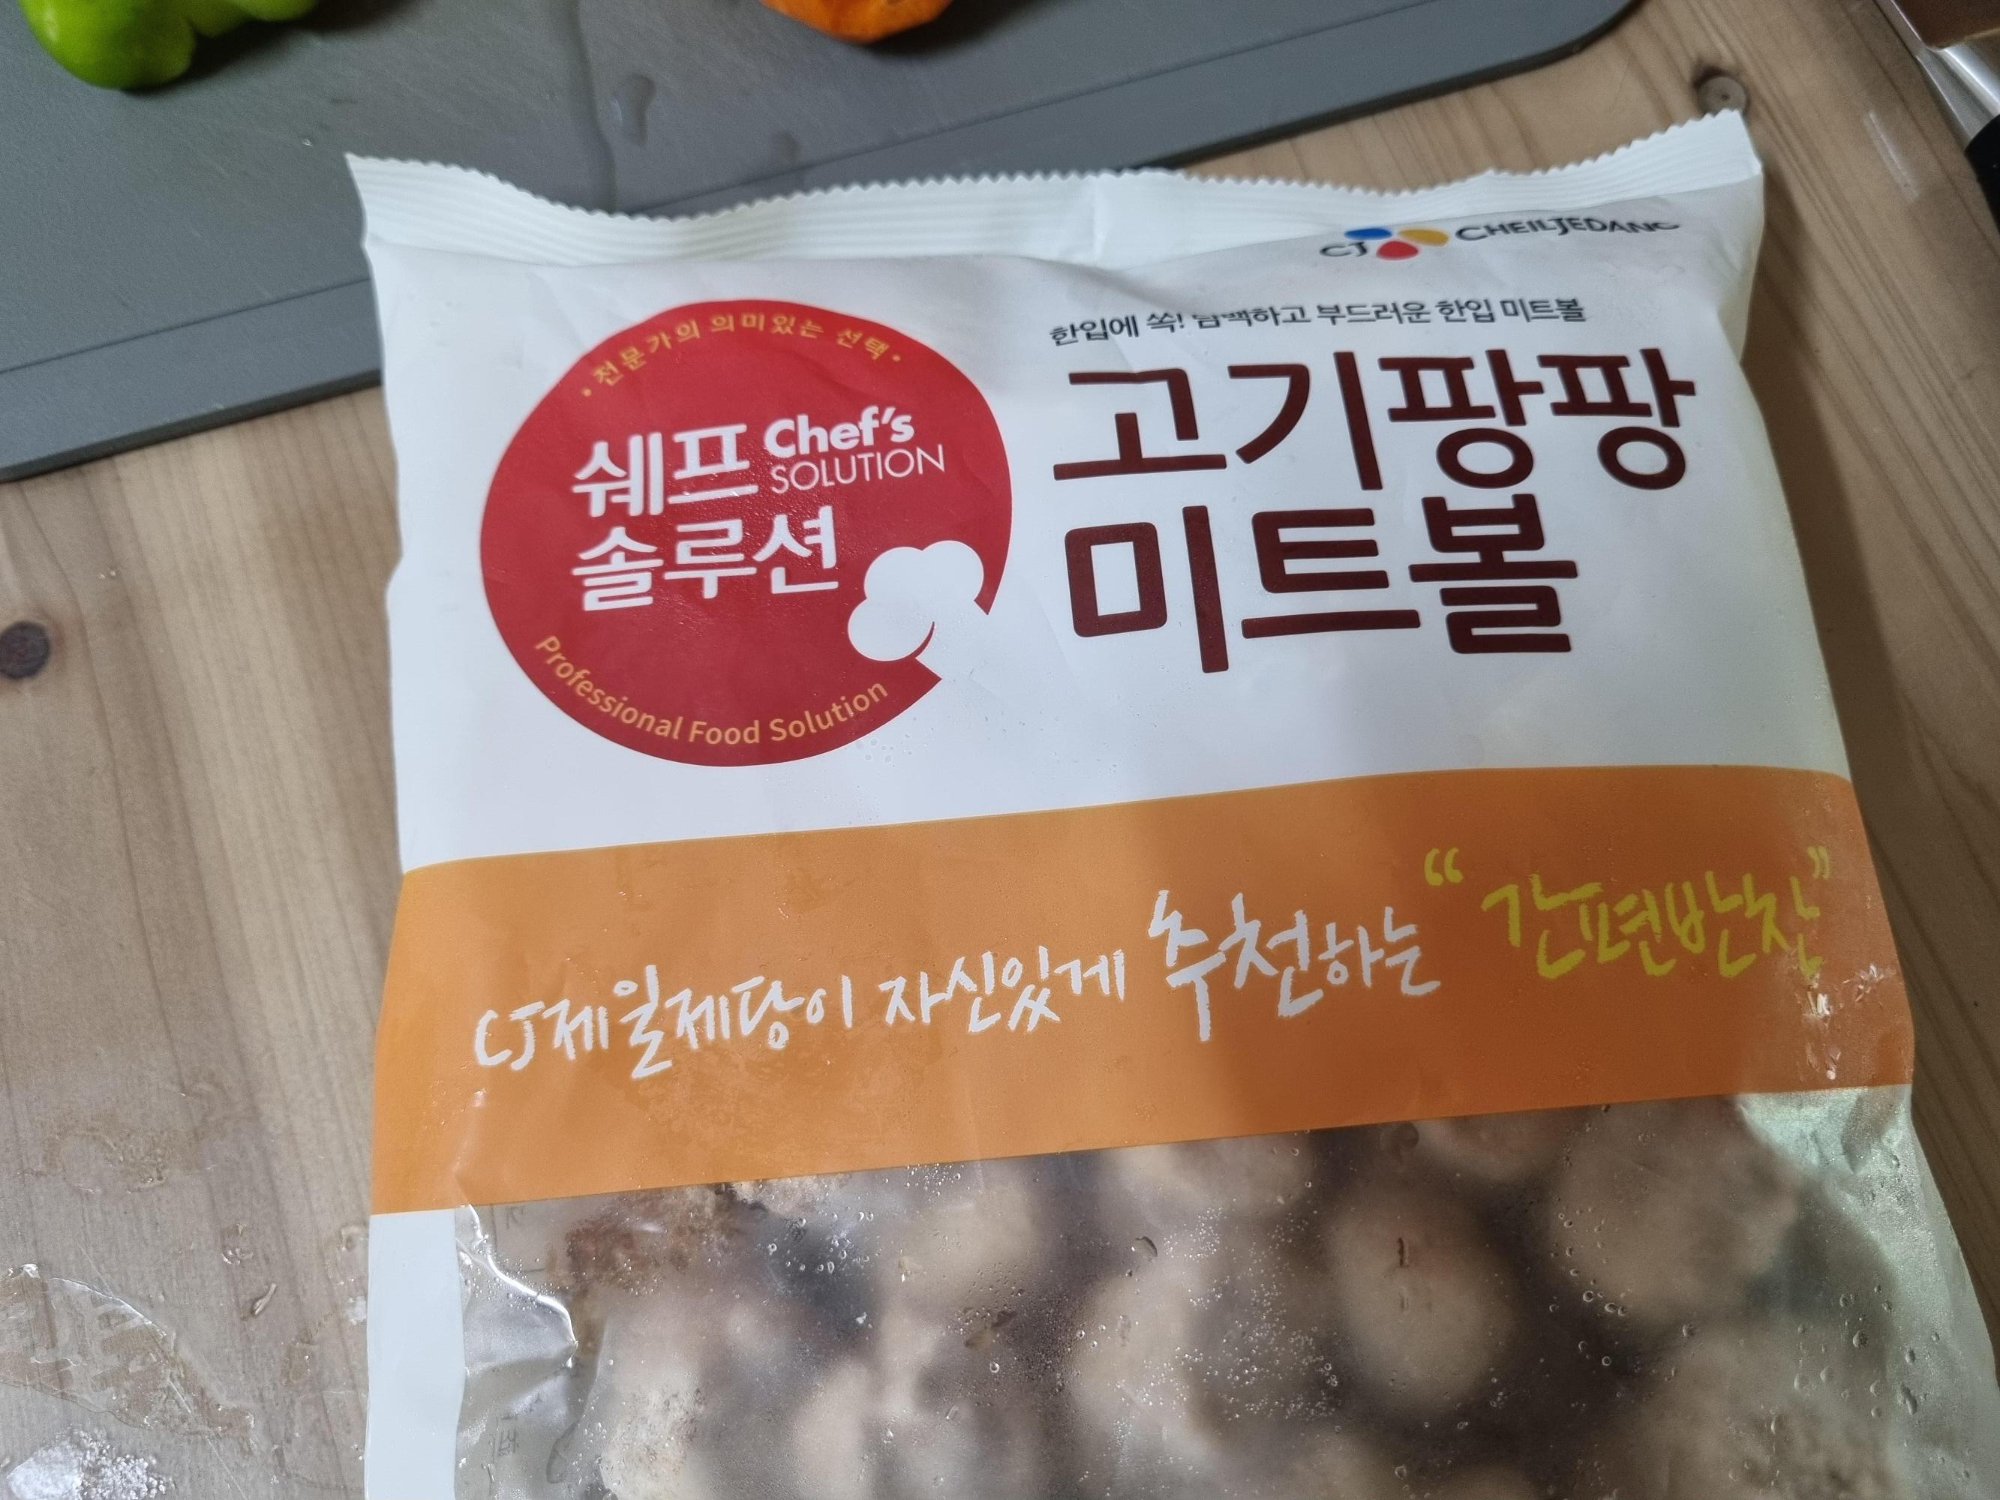 CJ CHEILJEDANG
한입에 쏙! 담백하고 부드러운 한입 미트볼
고기팡팡
미트볼
전문가의 의미있는 선택
쉐프 Chef's
SOLUTION
솔루션
Professional Food Solution
CJ제일제당이 자신있게 추천하는 "간편반찬"